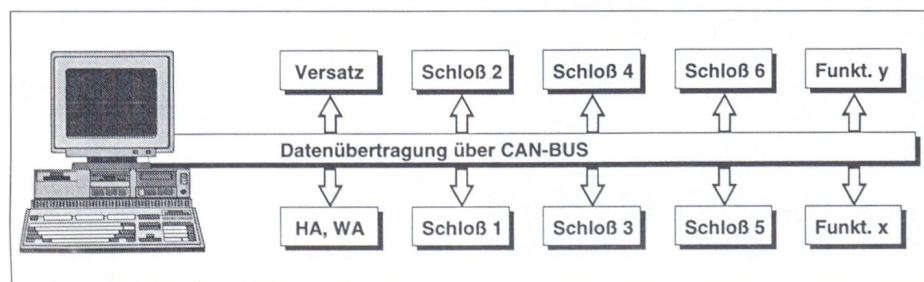 Versatz
Schloß 2
Schloß 4
Schloß 6
Funkt. y
Datenübertragung über CAN-BUS
HA, WA
Schloß 1
Schloß 3
Schloß 5
Funkt. x